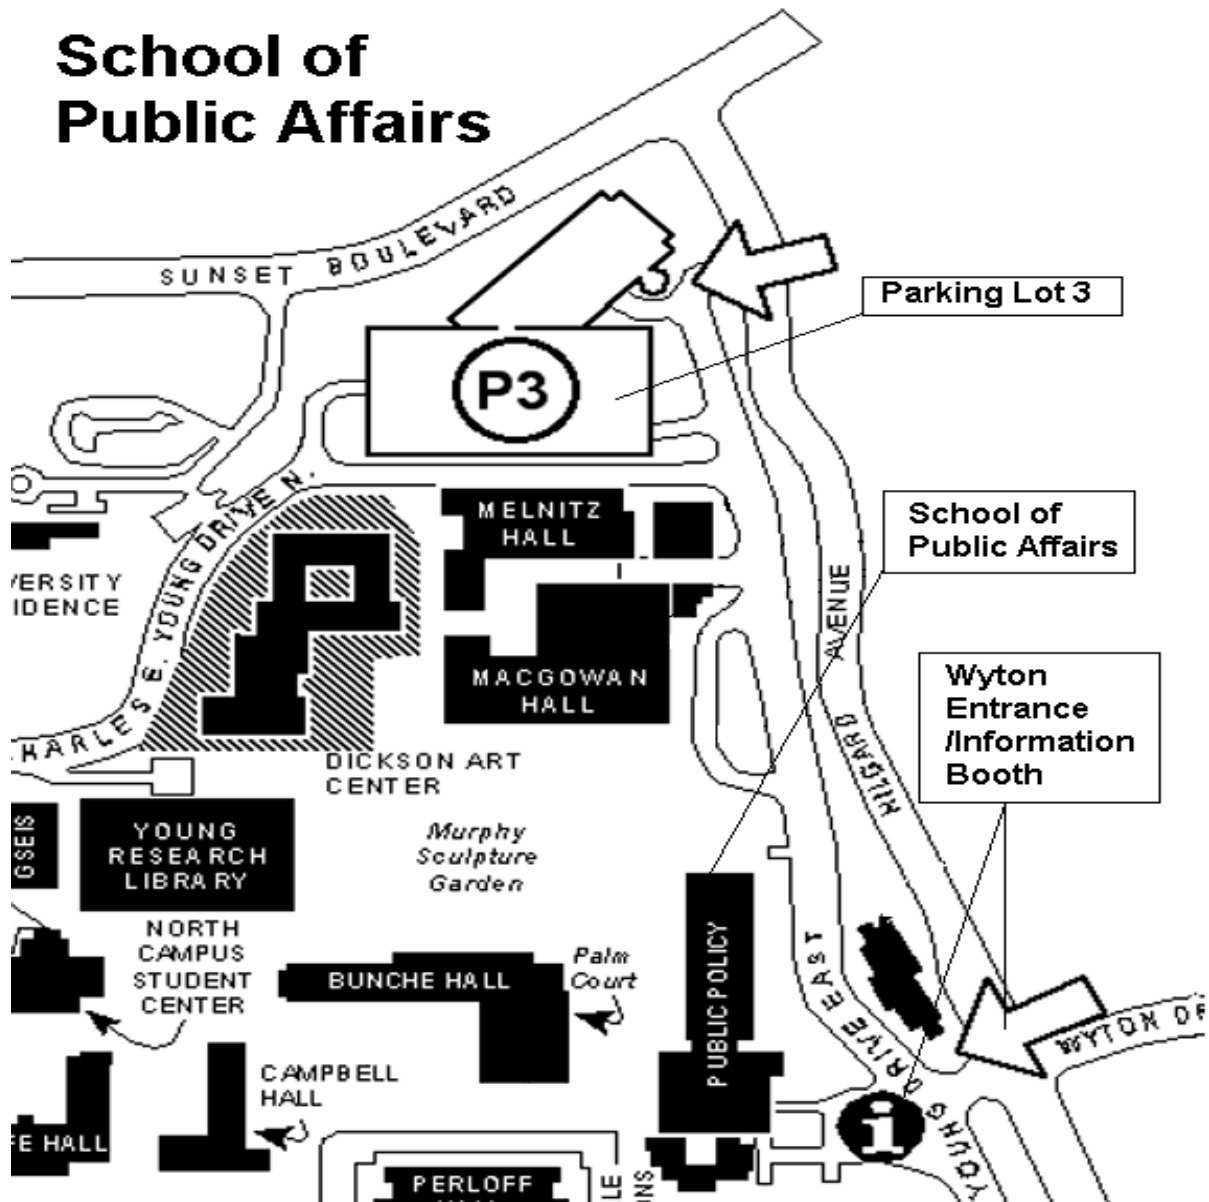 School of
Public Affairs
SUNSET BOULEVARD
Parking Lot 3
P3
School of
Public Affairs
MELNITZ
HALL
CHARLES E. YOUNG DRIVE N.
VERSITY
IDENCE
AVENUE
HILGARD
MACGOWAN
HALL
Wyton
Entrance
/Information
Booth
DICKSON ART
CENTER
GSEIS
YOUNG
RESEARCH
LIBRARY
Murphy
Sculpture
Garden
NORTH
CAMPUS
STUDENT
CENTER
BUNCHE HALL
Palm
Court
PUBLIC POLICY
DRIVE EAST
YOUNG
WYTON DR
CAMPBELL
HALL
i
FE HALL
PERLOFF
LE
NS